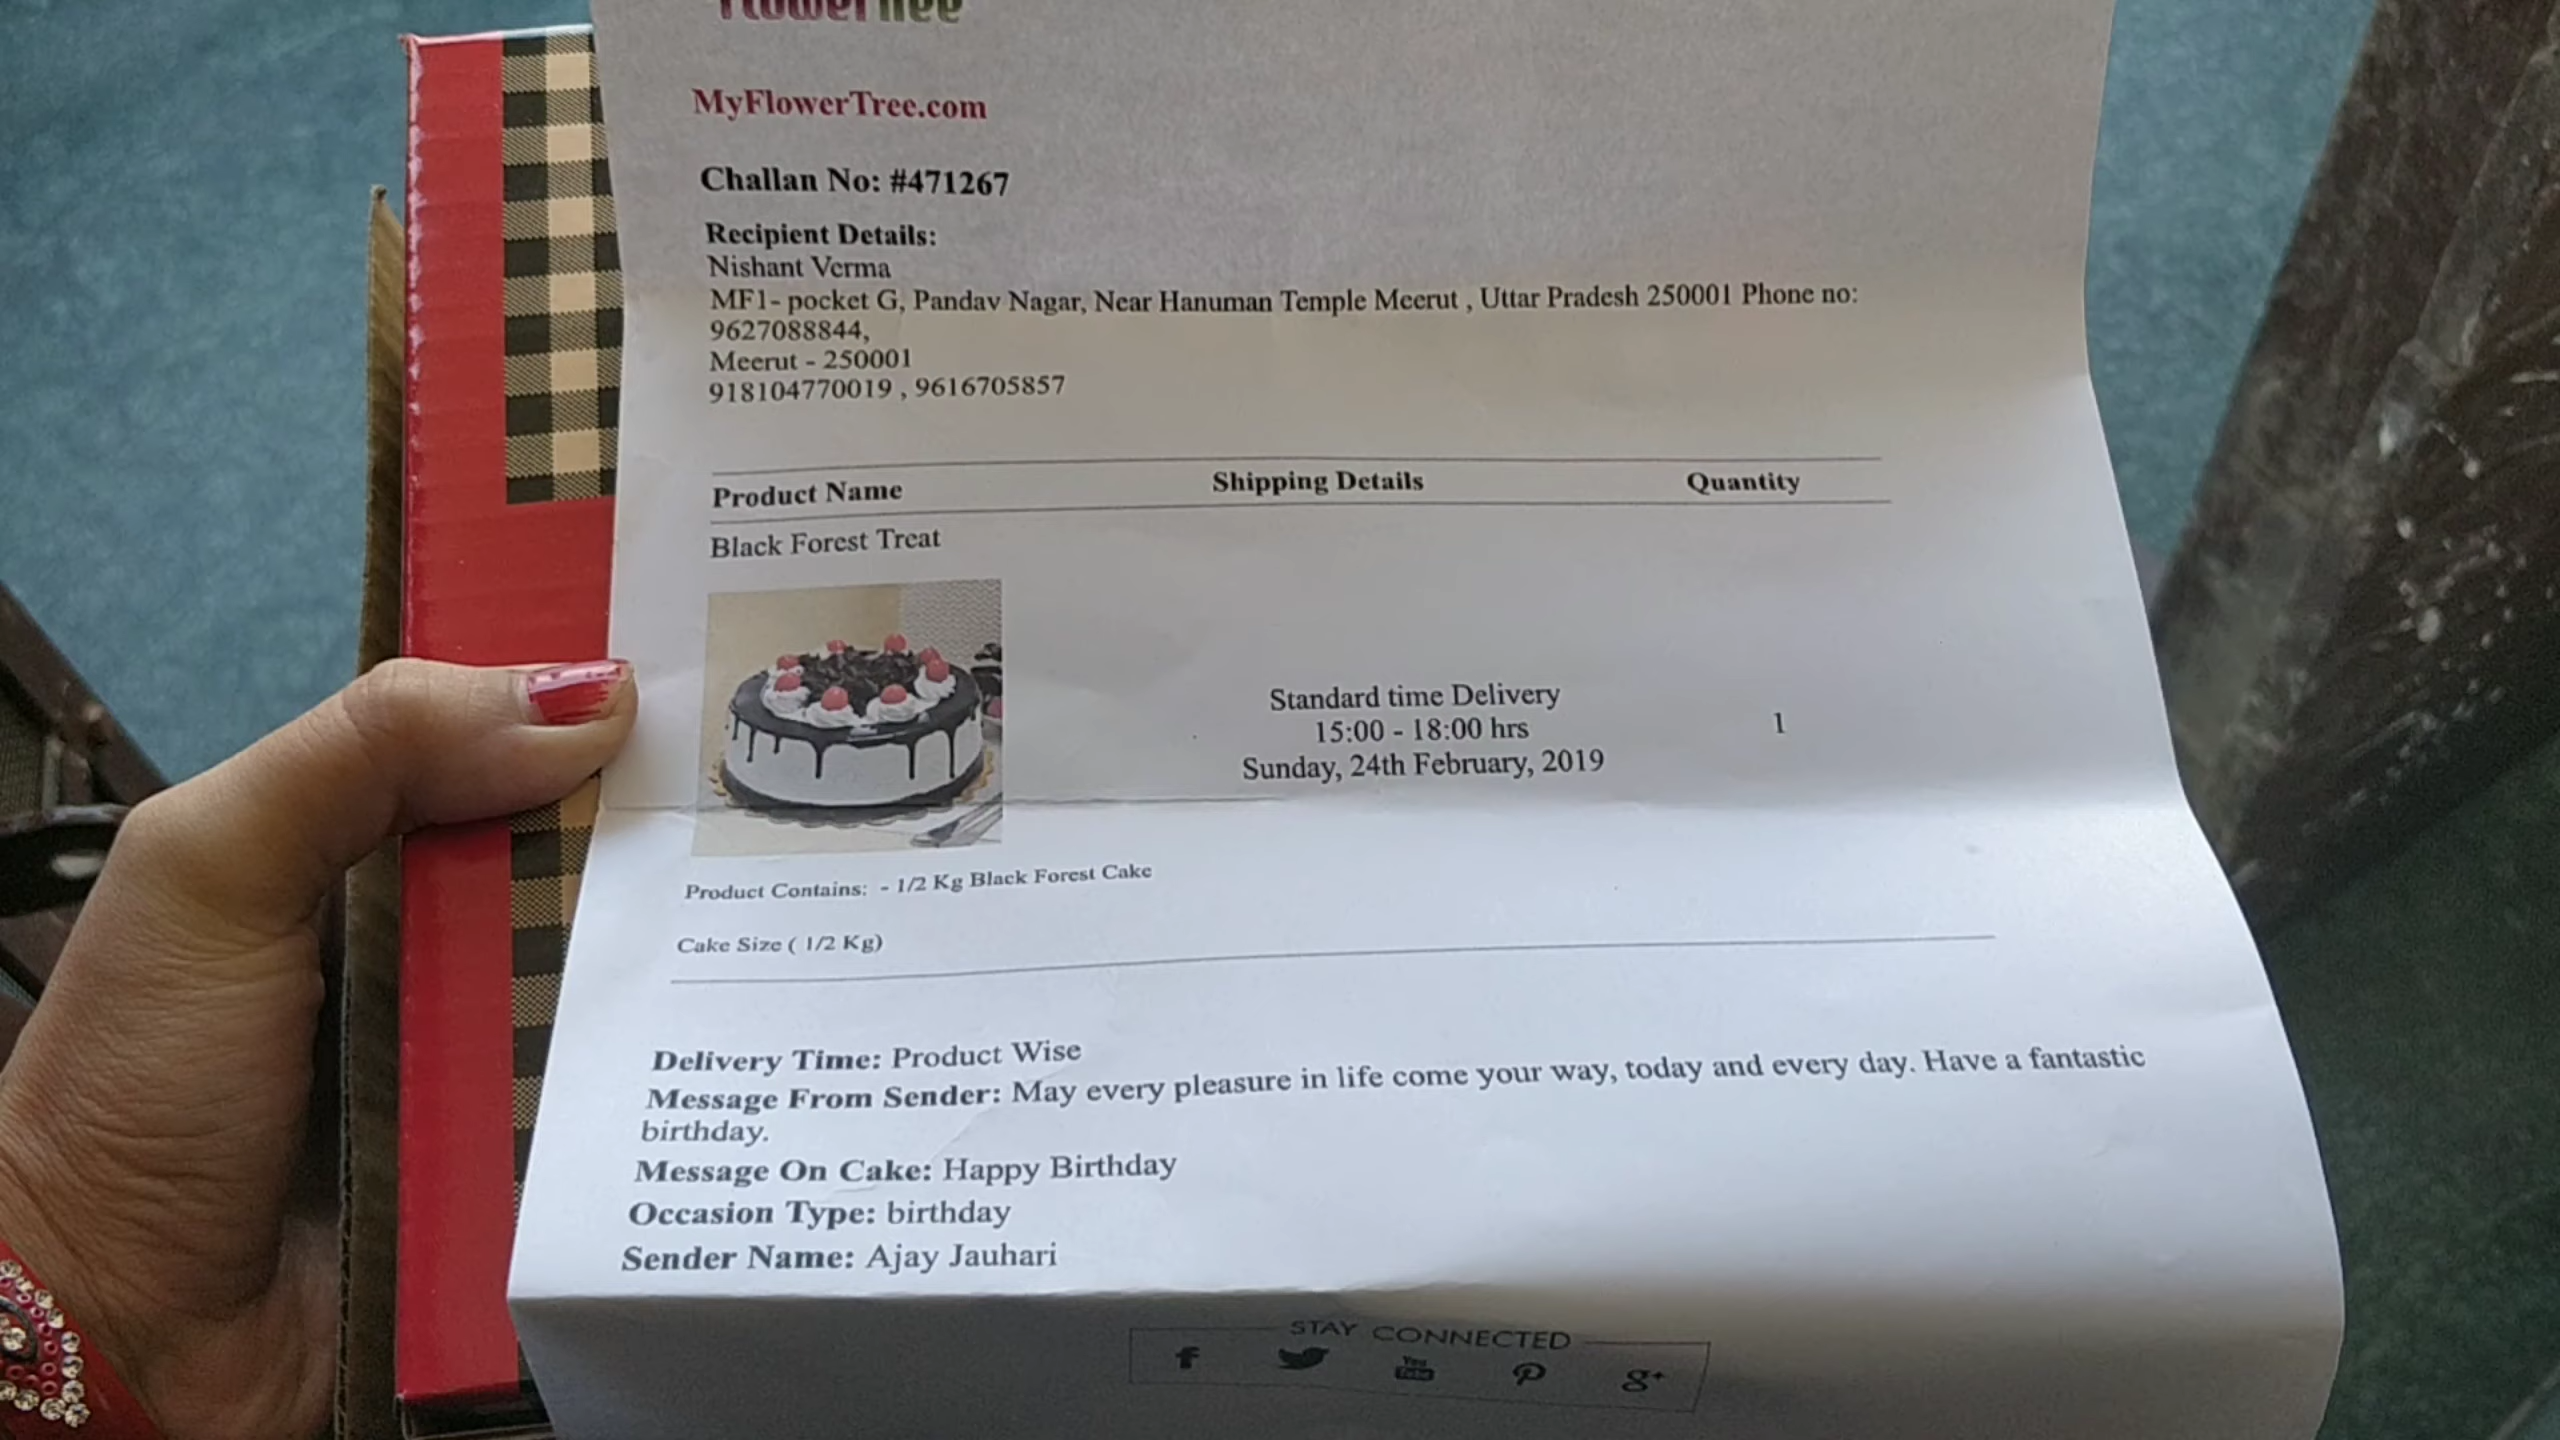 FlowerTree
MyFlowerTree.com
Challan No: #471267
Recipient Details:
Nishant Verma
MF1- pocket G, Pandav Nagar, Near Hanuman Temple Meerut , Uttar Pradesh 250001 Phone no:
9627088844,
Meerut - 250001
918104770019 , 9616705857
Product Name Shipping Details Quantity
Black Forest Treat
Standard time Delivery
15:00 - 18:00 hrs
Sunday, 24th February, 2019
1
Product Contains: - 1/2 Kg Black Forest Cake
Cake Size ( 1/2 Kg)
Delivery Time: Product Wise
Message From Sender: May every pleasure in life come your way, today and every day. Have a fantastic
birthday.
Message On Cake: Happy Birthday
Occasion Type: birthday
Sender Name: Ajay Jauhari
STAY CONNECTED
f You Tube g+